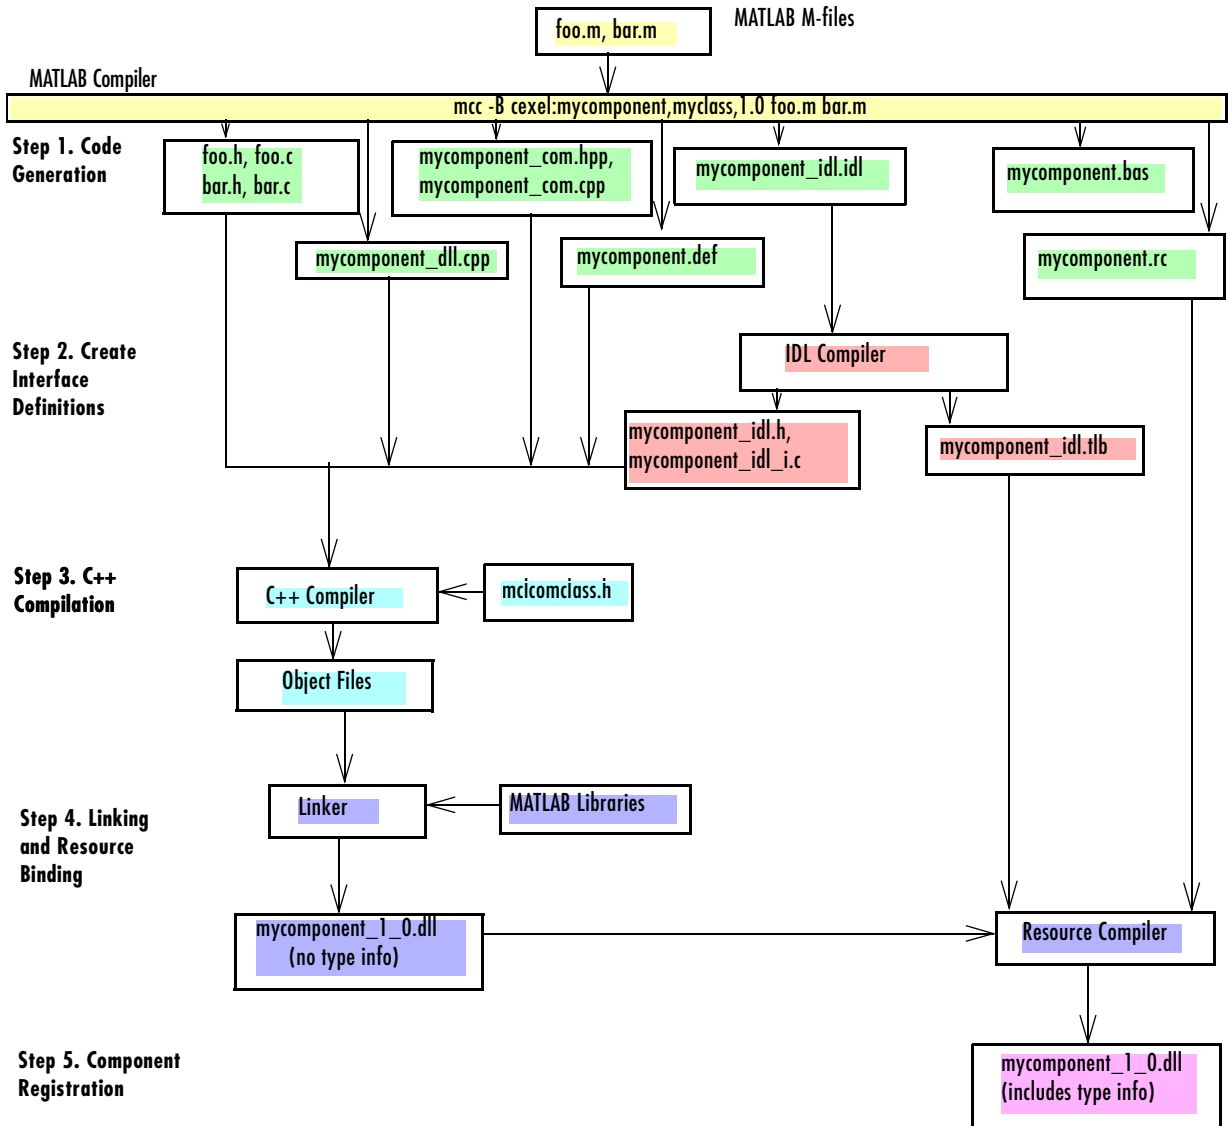 MATLAB M-files
foo.m, bar.m
MATLAB Compiler
mcc -B cexel:mycomponent,myclass,1.0 foo.m bar.m
Step 1. Code
Generation
foo.h, foo.c
bar.h, bar.c
mycomponent_com.hpp,
mycomponent_com.cpp
mycomponent_idl.idl
mycomponent.bas
mycomponent_dll.cpp
mycomponent.def
mycomponent.rc
Step 2. Create
Interface
Definitions
IDL Compiler
mycomponent_idl.h,
mycomponent_idl_i.c
mycomponent_idl.tlb
Step 3. C++
Compilation
C++ Compiler
mcicomclass.h
Object Files
Step 4. Linking
and Resource
Binding
Linker
MATLAB Libraries
mycomponent_1_0.dll
(no type info)
Resource Compiler
Step 5. Component
Registration
mycomponent_1_0.dll
(includes type info)